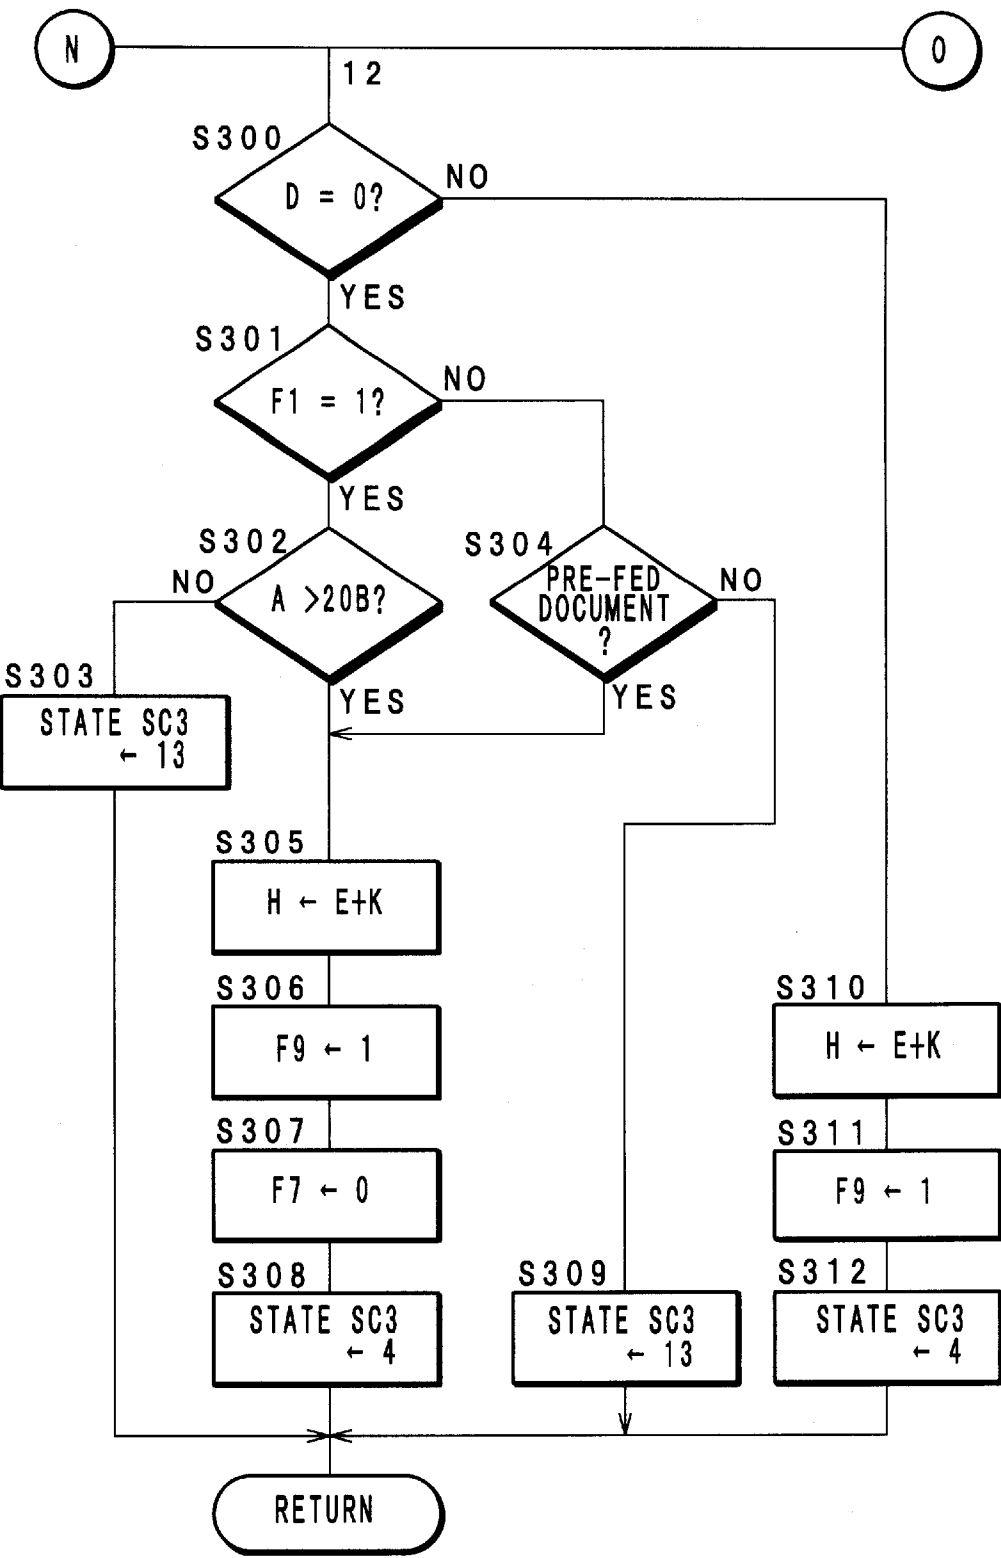 N
O
12
S300
D = 0?
NO
YES
S301
F1 = 1?
NO
YES
S302
A >20B?
NO
YES
S304
PRE-FED
DOCUMENT
?
NO
YES
S303
STATE SC3
← 13
S305
H ← E+K
S306
F9 ← 1
S307
F7 ← 0
S308
STATE SC3
← 4
S309
STATE SC3
← 13
S310
H ← E+K
S311
F9 ← 1
S312
STATE SC3
← 4
RETURN